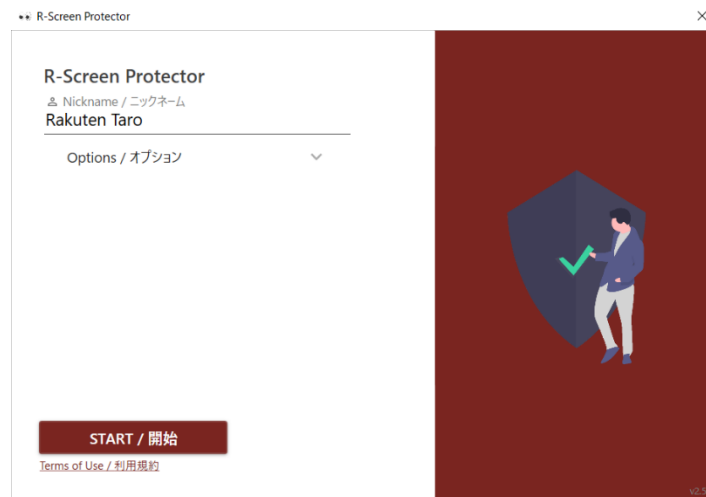 R-Screen Protector
R-Screen Protector
Nickname / ニックネーム
Rakuten Taro
Options / オプション
START / 開始
Terms of Use / 利用規約